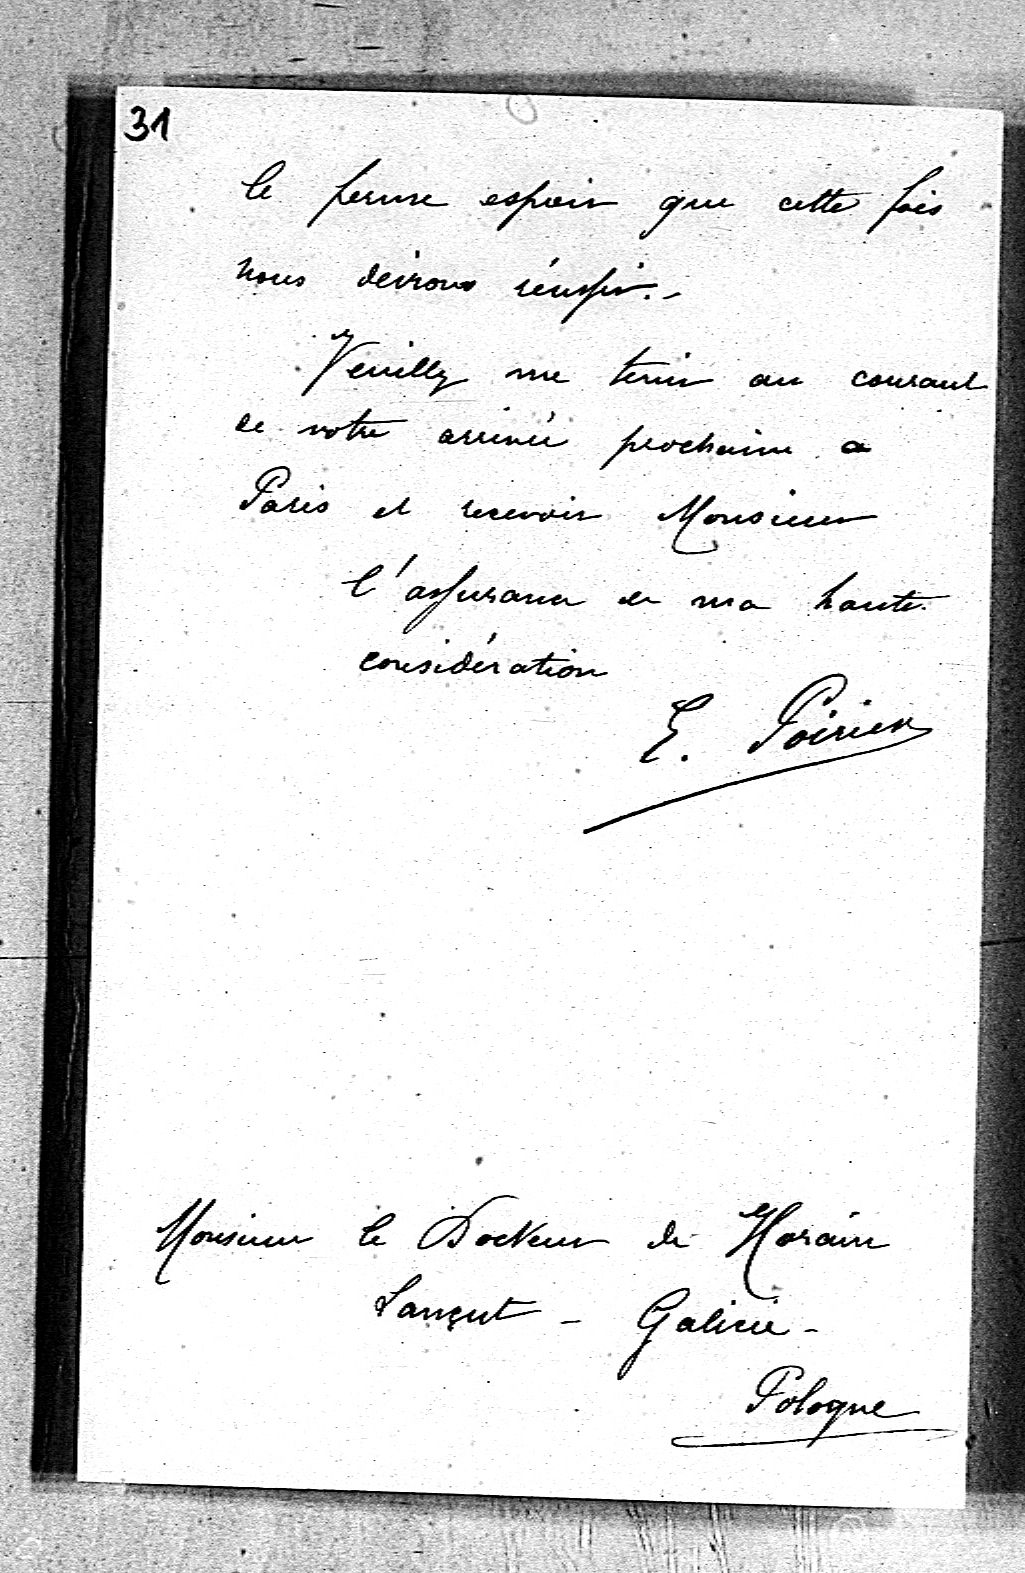 31
le ferme espoir que cette fois
nous devrons réussir.-
Veuillez me tenir au courant
de votre arrivée prochaine a
Paris et recevoir Monsieur
l'assurance de ma haute
considération
E. Poirier
Monsieur le Docteur de Horain
Lançut - Galicie -
Pologne